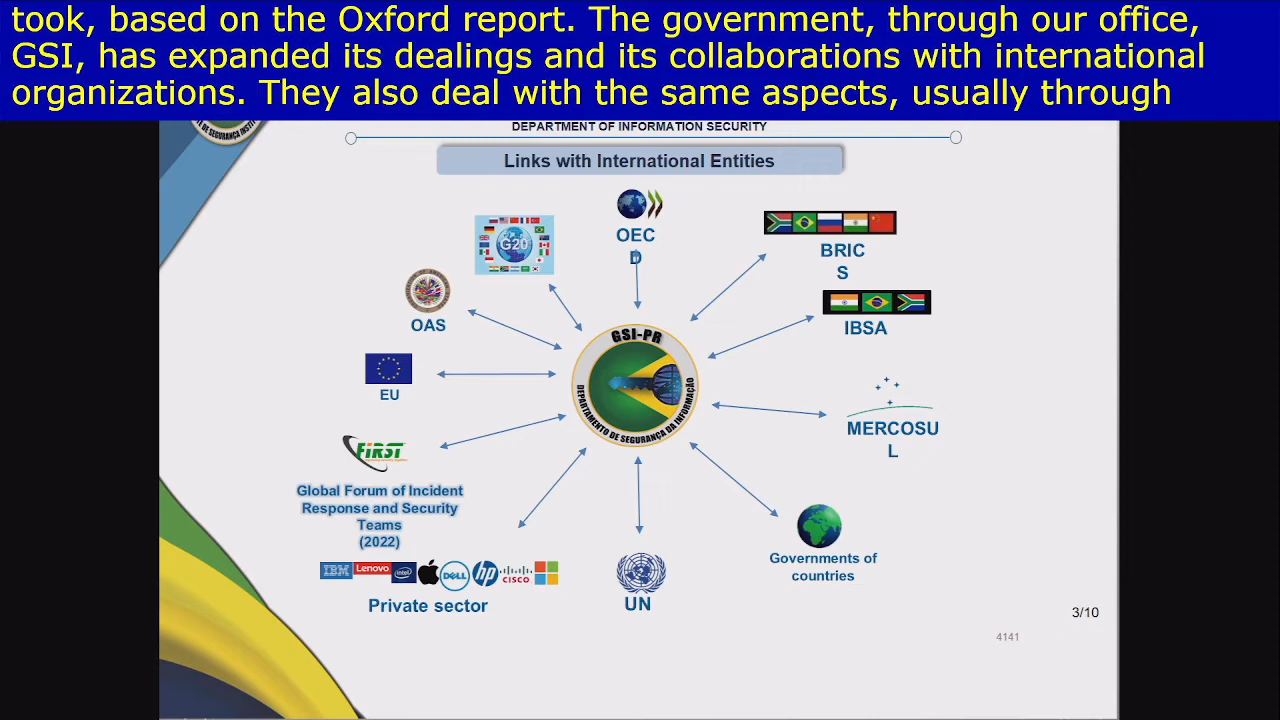 took, based on the Oxford report. The government, through our office,
GSI, has expanded its dealings and its collaborations with international
organizations. They also deal with the same aspects, usually through
DEPARTMENT OF INFORMATION SECURITY
Links with International Entities
G20
OEC
D
BRIC
S
OAS
IBSA
GSI-PR
DEPARTAMENTO DE SEGURANÇA DA INFORMAÇÃO
EU
MERCOSU
L
FiRST
Global Forum of Incident
Response and Security
Teams
(2022)
Governments of
countries
IBM Lenovo intel DELL hp CISCO
Private sector
UN
3/10
4141